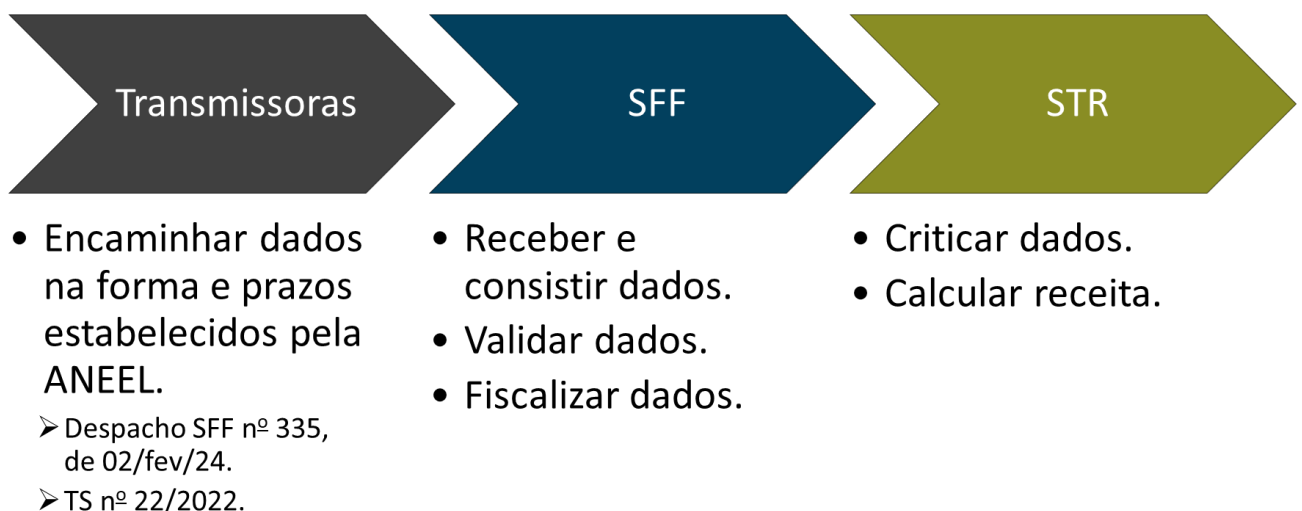 Transmissoras
• Encaminhar dados
na forma e prazos
estabelecidos pela
ANEEL.
➢ Despacho SFF nº 335,
de 02/fev/24.
➢ TS nº 22/2022.
SFF
• Receber e
consistir dados.
• Validar dados.
• Fiscalizar dados.
STR
• Criticar dados.
• Calcular receita.